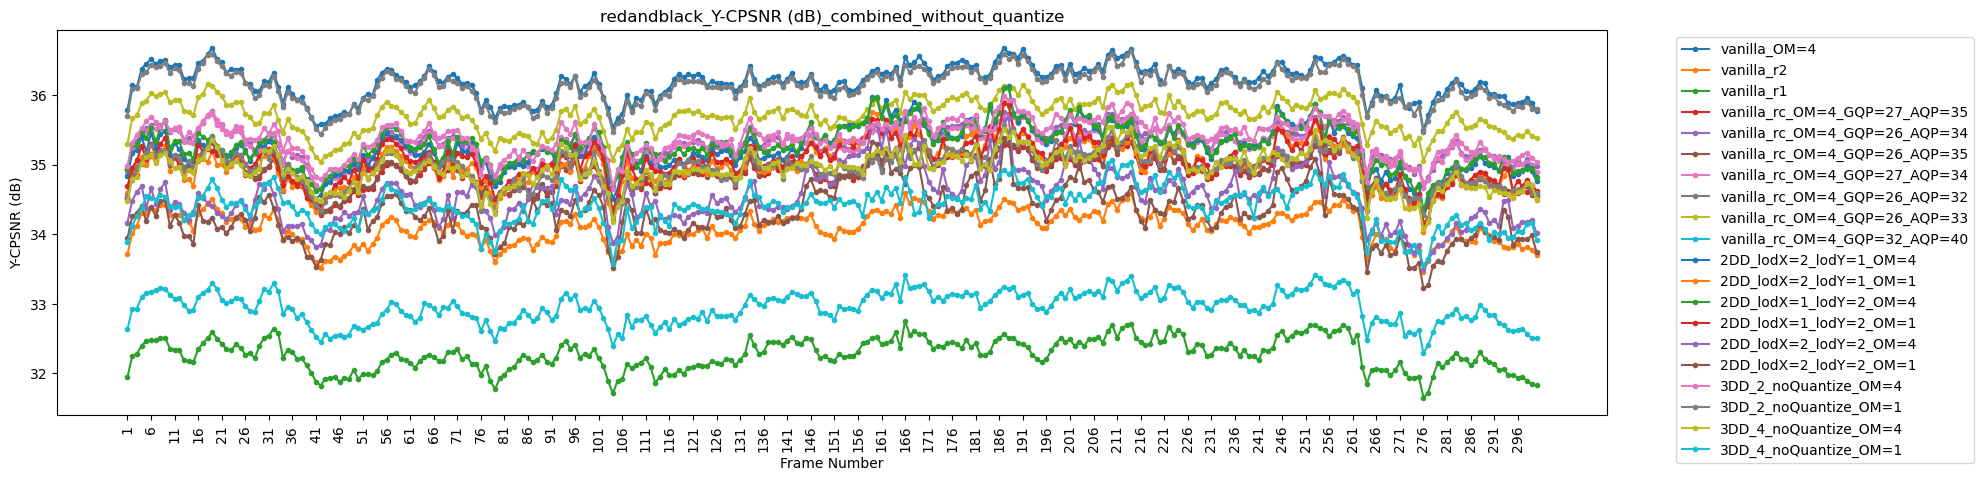 redandblack_Y-CPSNR (dB)_combined_without_quantize
Y-CPSNR (dB)
36
35
34
33
32
1 6 11 16 21 26 31 36 41 46 51 56 61 66 71 76 81 86 91 96 101 106 111 116 121 126 131 136 141 146 151 156 161 166 171 176 181 186 191 196 201 206 211 216 221 226 231 236 241 246 251 256 261 266 271 276 281 286 291 296
Frame Number
vanilla_OM=4
vanilla_r2
vanilla_r1
vanilla_rc_OM=4_GQP=27_AQP=35
vanilla_rc_OM=4_GQP=26_AQP=34
vanilla_rc_OM=4_GQP=26_AQP=35
vanilla_rc_OM=4_GQP=27_AQP=34
vanilla_rc_OM=4_GQP=26_AQP=32
vanilla_rc_OM=4_GQP=26_AQP=33
vanilla_rc_OM=4_GQP=32_AQP=40
2DD_lodX=2_lodY=1_OM=4
2DD_lodX=2_lodY=1_OM=1
2DD_lodX=1_lodY=2_OM=4
2DD_lodX=1_lodY=2_OM=1
2DD_lodX=2_lodY=2_OM=4
2DD_lodX=2_lodY=2_OM=1
3DD_2_noQuantize_OM=4
3DD_2_noQuantize_OM=1
3DD_4_noQuantize_OM=4
3DD_4_noQuantize_OM=1